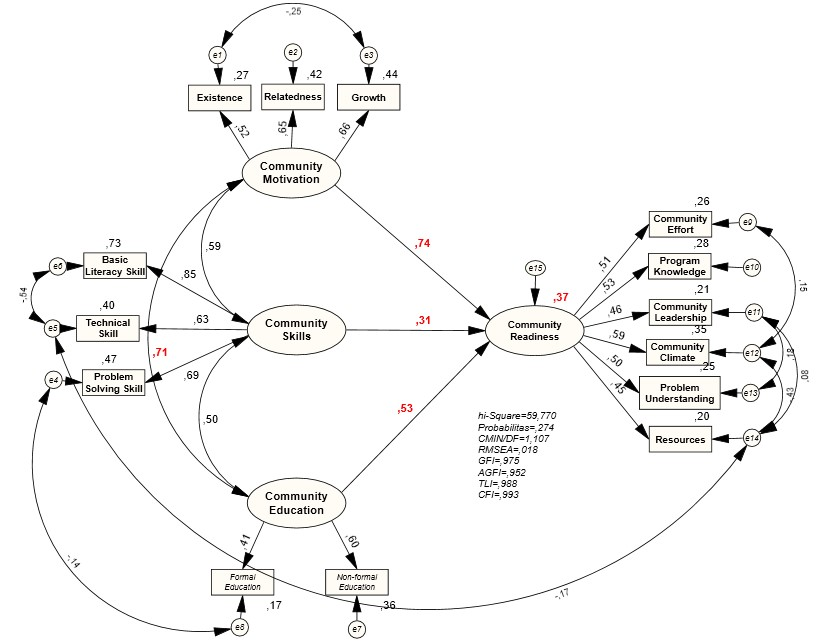 -,25
e1
e2
e3
,27
,42
,44
Existence
Relatedness
Growth
,52
,65
,66
Community
Motivation
,26
Community
Effort
e9
,73
,59
,74
,28
e6
Basic
Literacy Skill
,85
e15
,51
Program
Knowledge
e10
,53
,15
-,54
,40
,37
,21
e5
Technical
Skill
,63
Community
Skills
,31
Community
Readiness
,46
Community
Leadership
e11
,35
,59
Community
Climate
e12
,18
,47
,71
,25
,08
e4
Problem
Solving Skill
,69
,50
Problem
Understanding
e13
,43
,45
,50
,53
,20
Resources
e14
hi-Square=59,770
Probabilitas=,274
CMIN/DF=1,107
RMSEA=,018
GFI=,975
AGFI=,952
TLI=,988
CFI=,993
Community
Education
,41
,60
-,14
Formal
Education
Non-formal
Education
-,17
,17
,36
e8
e7